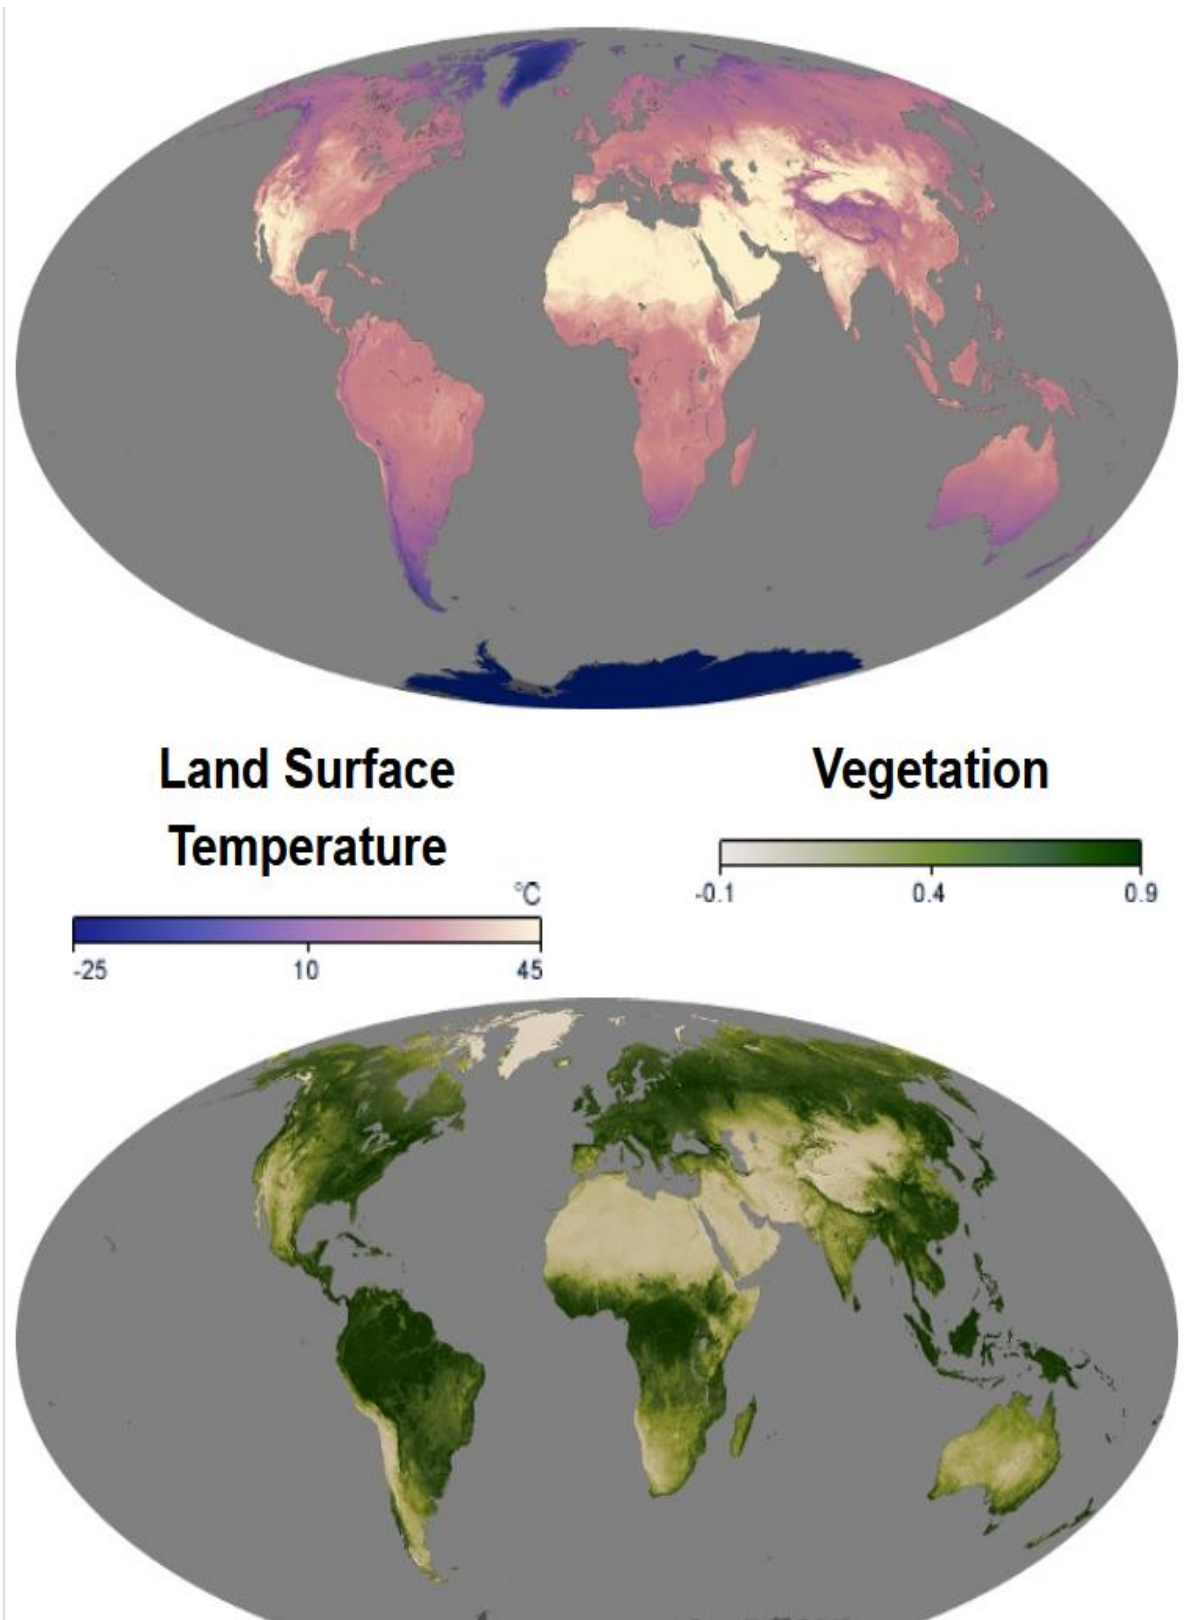 Land Surface
Temperature
°C
-25 10 45
Vegetation
-0.1 0.4 0.9